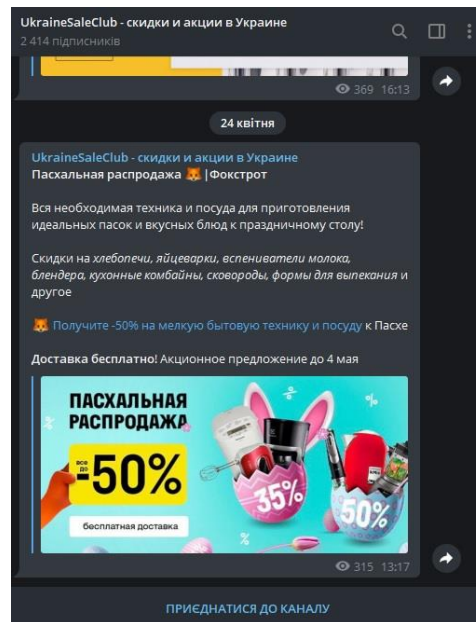 UkraineSaleClub - скидки и акции в Украине
2 414 підписників
369 16:13
24 квітня
UkraineSaleClub - скидки и акции в Украине
Пасхальная распродажа 🦊 |Фокстрот
Вся необходимая техника и посуда для приготовления
идеальных пасок и вкусных блюд к праздничному столу!
Скидки на хлебопечи, яйцеварки, вспениватели молока,
блендера, кухонные комбайны, сковороды, формы для выпекания и
другое
🦊 Получите -50% на мелкую бытовую технику и посуду к Пасхе
Доставка бесплатно! Акционное предложение до 4 мая
ПАСХАЛЬНАЯ
РАСПРОДАЖА
все до -50%
бесплатная доставка
35%
50%
315 13:17
ПРИЄДНАТИСЯ ДО КАНАЛУ